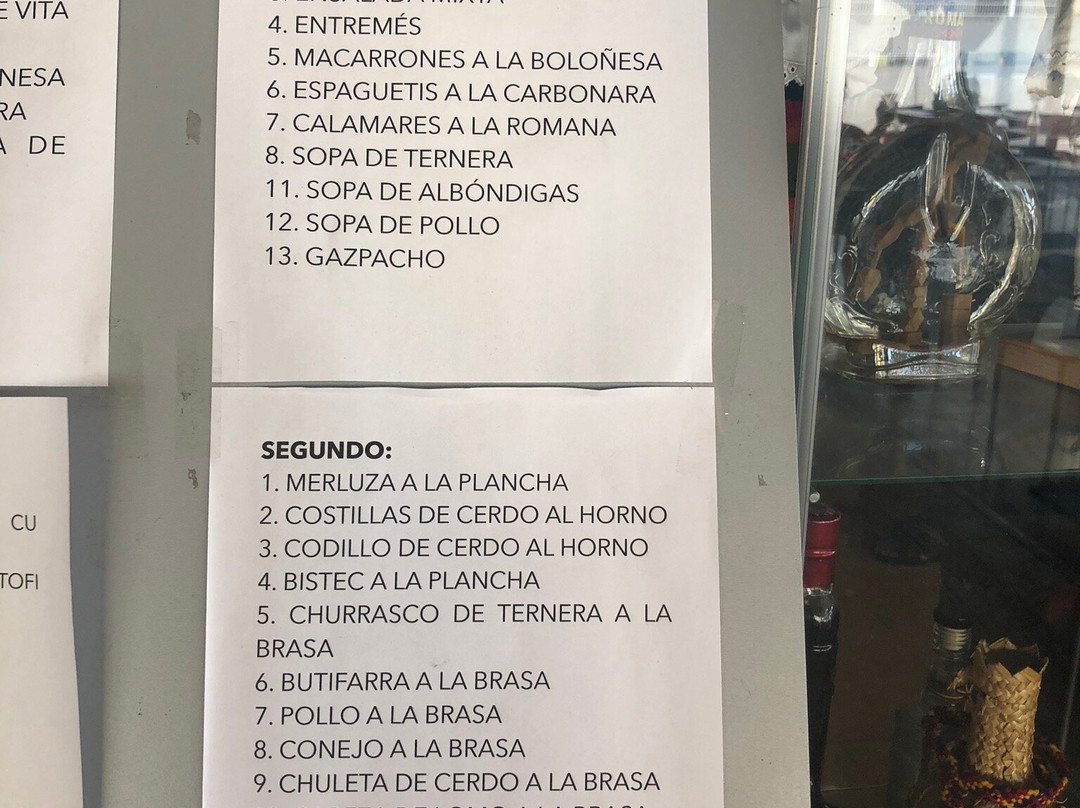 E VITA
NESA
RA
A DE
CU
TOFI
3. ENSALADA MIXTA
4. ENTREMÉS
5. MACARRONES A LA BOLOÑESA
6. ESPAGUETIS A LA CARBONARA
7. CALAMARES A LA ROMANA
8. SOPA DE TERNERA
11. SOPA DE ALBÓNDIGAS
12. SOPA DE POLLO
13. GAZPACHO
SEGUNDO:
1. MERLUZA A LA PLANCHA
2. COSTILLAS DE CERDO AL HORNO
3. CODILLO DE CERDO AL HORNO
4. BISTEC A LA PLANCHA
5. CHURRASCO DE TERNERA A LA
BRASA
6. BUTIFARRA A LA BRASA
7. POLLO A LA BRASA
8. CONEJO A LA BRASA
9. CHULETA DE CERDO A LA BRASA